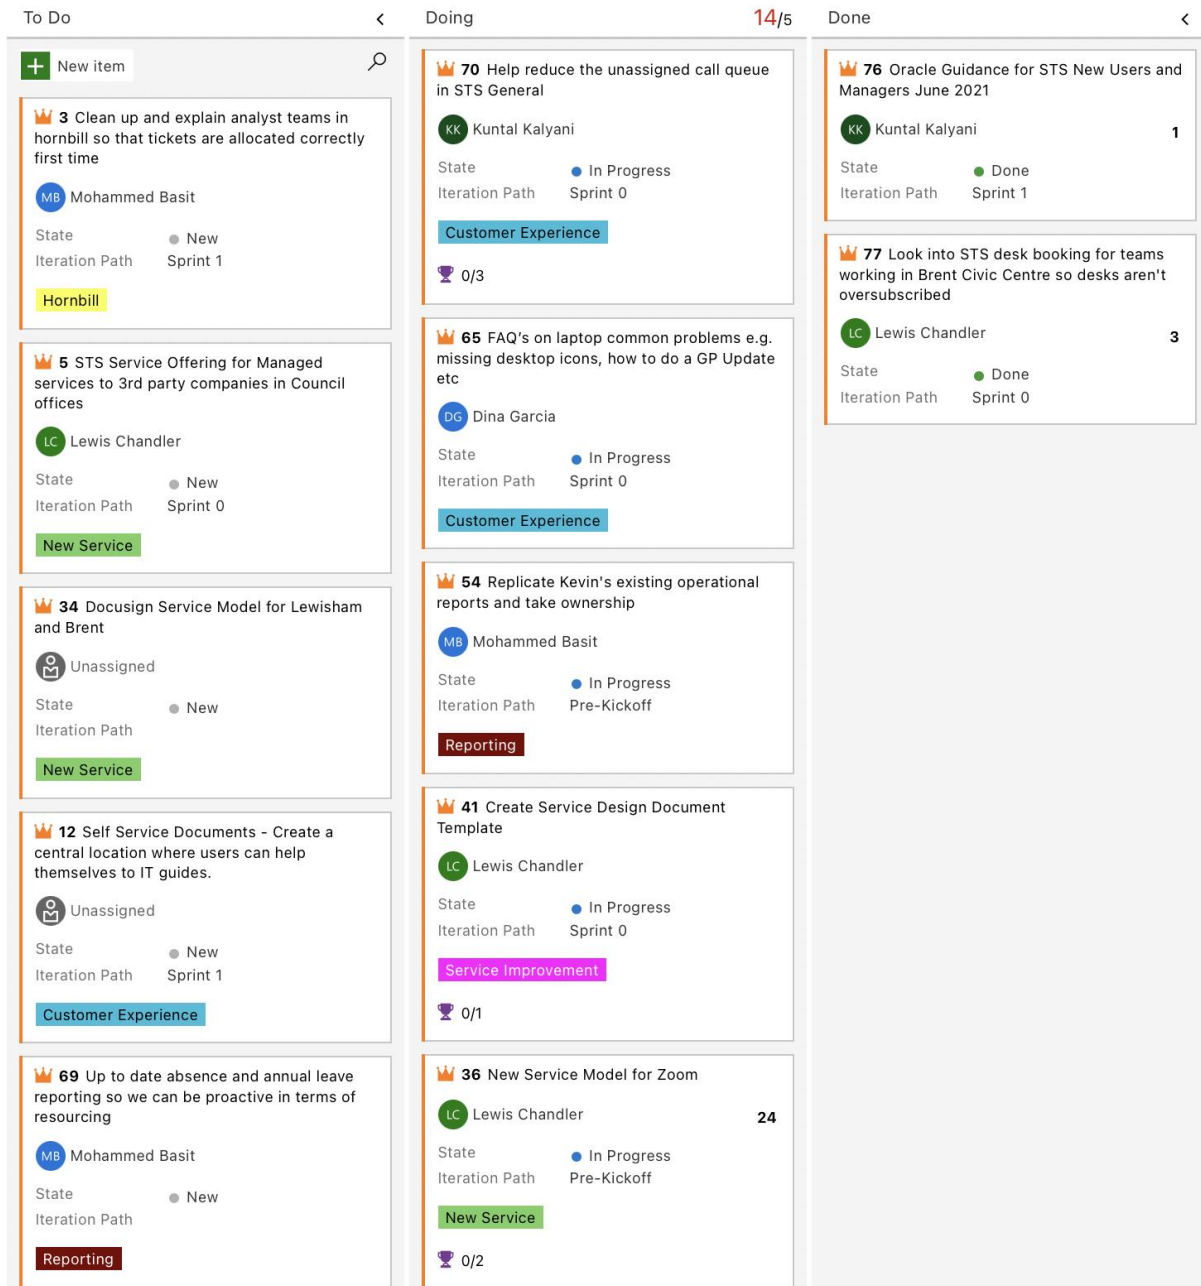 To Do
New item
3 Clean up and explain analyst teams in
hornbill so that tickets are allocated correctly
first time
MB Mohammed Basit
State New
Iteration Path Sprint 1
Hornbill
5 STS Service Offering for Managed
services to 3rd party companies in Council
offices
LC Lewis Chandler
State New
Iteration Path Sprint 0
New Service
34 Docusign Service Model for Lewisham
and Brent
Unassigned
State New
Iteration Path
New Service
12 Self Service Documents - Create a
central location where users can help
themselves to IT guides.
Unassigned
State New
Iteration Path Sprint 1
Customer Experience
69 Up to date absence and annual leave
reporting so we can be proactive in terms of
resourcing
MB Mohammed Basit
State New
Iteration Path
Reporting
Doing 14/5
70 Help reduce the unassigned call queue
in STS General
KK Kuntal Kalyani
State In Progress
Iteration Path Sprint 0
Customer Experience
0/3
65 FAQ's on laptop common problems e.g.
missing desktop icons, how to do a GP Update
etc
DG Dina Garcia
State In Progress
Iteration Path Sprint 0
Customer Experience
54 Replicate Kevin's existing operational
reports and take ownership
MB Mohammed Basit
State In Progress
Iteration Path Pre-Kickoff
Reporting
41 Create Service Design Document
Template
LC Lewis Chandler
State In Progress
Iteration Path Sprint 0
Service Improvement
0/1
36 New Service Model for Zoom
LC Lewis Chandler 24
State In Progress
Iteration Path Pre-Kickoff
New Service
0/2
Done
76 Oracle Guidance for STS New Users and
Managers June 2021
KK Kuntal Kalyani 1
State Done
Iteration Path Sprint 1
77 Look into STS desk booking for teams
working in Brent Civic Centre so desks aren't
oversubscribed
LC Lewis Chandler 3
State Done
Iteration Path Sprint 0